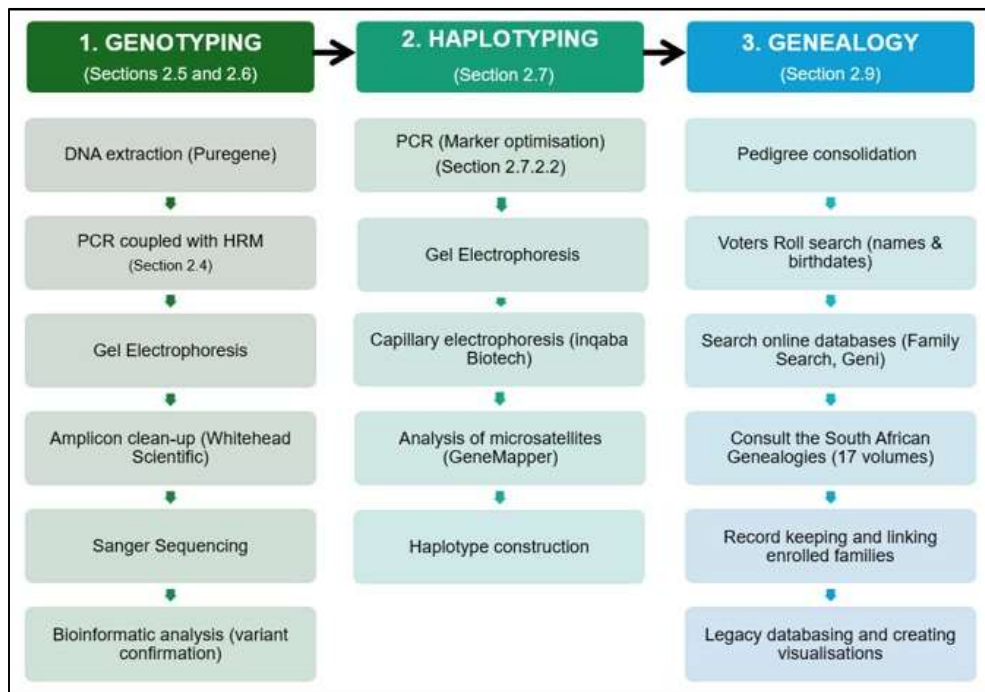 1. GENOTYPING
(Sections 2.5 and 2.6)
DNA extraction (Puregene)
PCR coupled with HRM
(Section 2.4)
Gel Electrophoresis
Amplicon clean-up (Whitehead
Scientific)
Sanger Sequencing
Bioinformatic analysis (variant
confirmation)
2. HAPLOTYPING
(Section 2.7)
PCR (Marker optimisation)
(Section 2.7.2.2)
Gel Electrophoresis
Capillary electrophoresis (inqaba
Biotech)
Analysis of microsatellites
(GeneMapper)
Haplotype construction
3. GENEALOGY
(Section 2.9)
Pedigree consolidation
Voters Roll search (names &
birthdates)
Search online databases (Family
Search, Geni)
Consult the South African
Genealogies (17 volumes)
Record keeping and linking
enrolled families
Legacy databasing and creating
visualisations